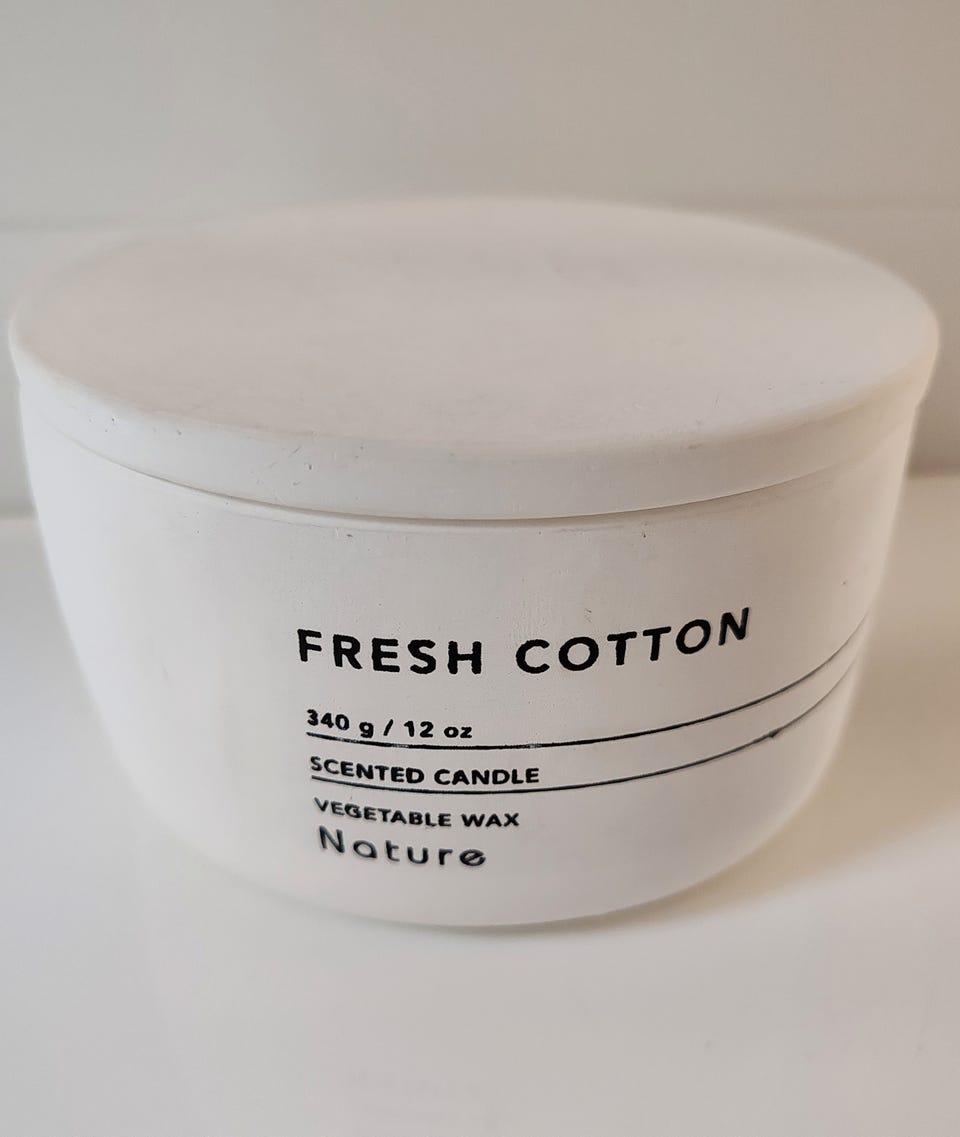 FRESH COTTON
340 g / 12 oz
SCENTED CANDLE
VEGETABLE WAX
Nature